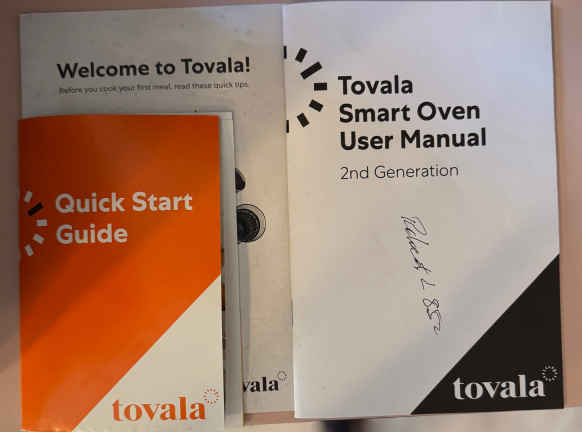 Welcome to Tovala!
Before you cook your first meal, read these quick tips.
Quick Start
Guide
tovala
vala
Tovala
Smart Oven
User Manual
2nd Generation
tovala